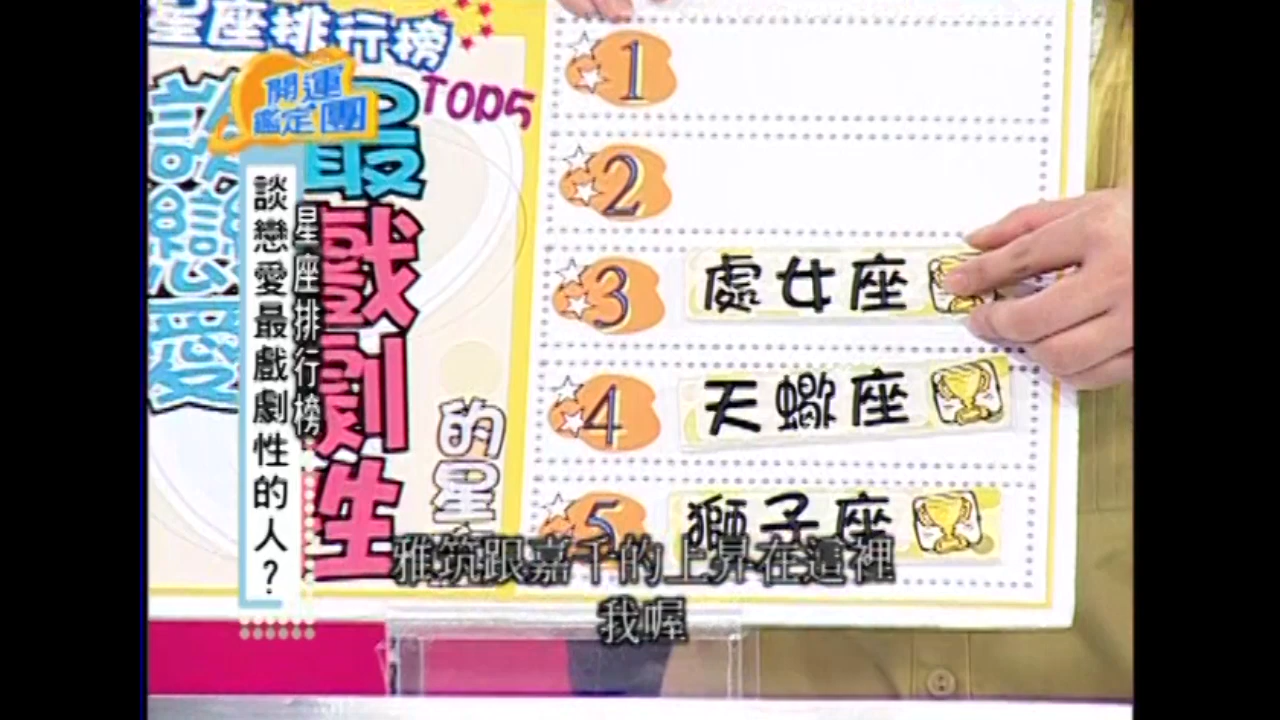 星座排行榜
TOP5
談戀愛
最戲劇性
的星
開運
鑑定團
星座排行榜
談戀愛最戲劇性的人?
1
2
3 處女座
4 天蠍座
5 獅子座
雅筑跟嘉千的上昇在這裡
我喔